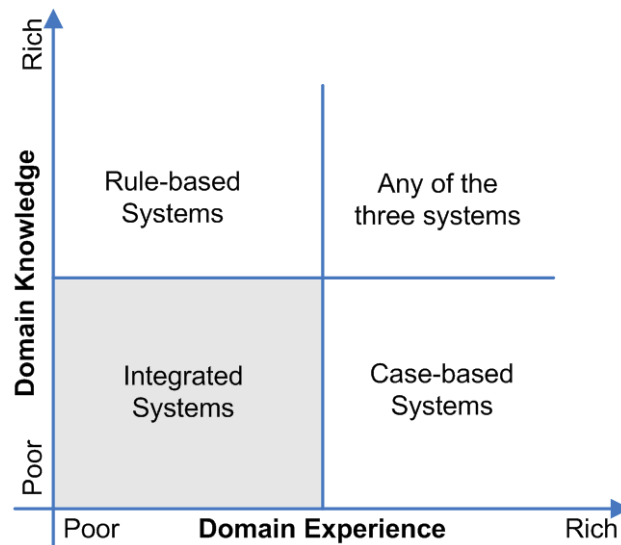 Rich
Domain Knowledge
Poor
Rule-based
Systems
Any of the
three systems
Integrated
Systems
Case-based
Systems
Poor
Domain Experience
Rich